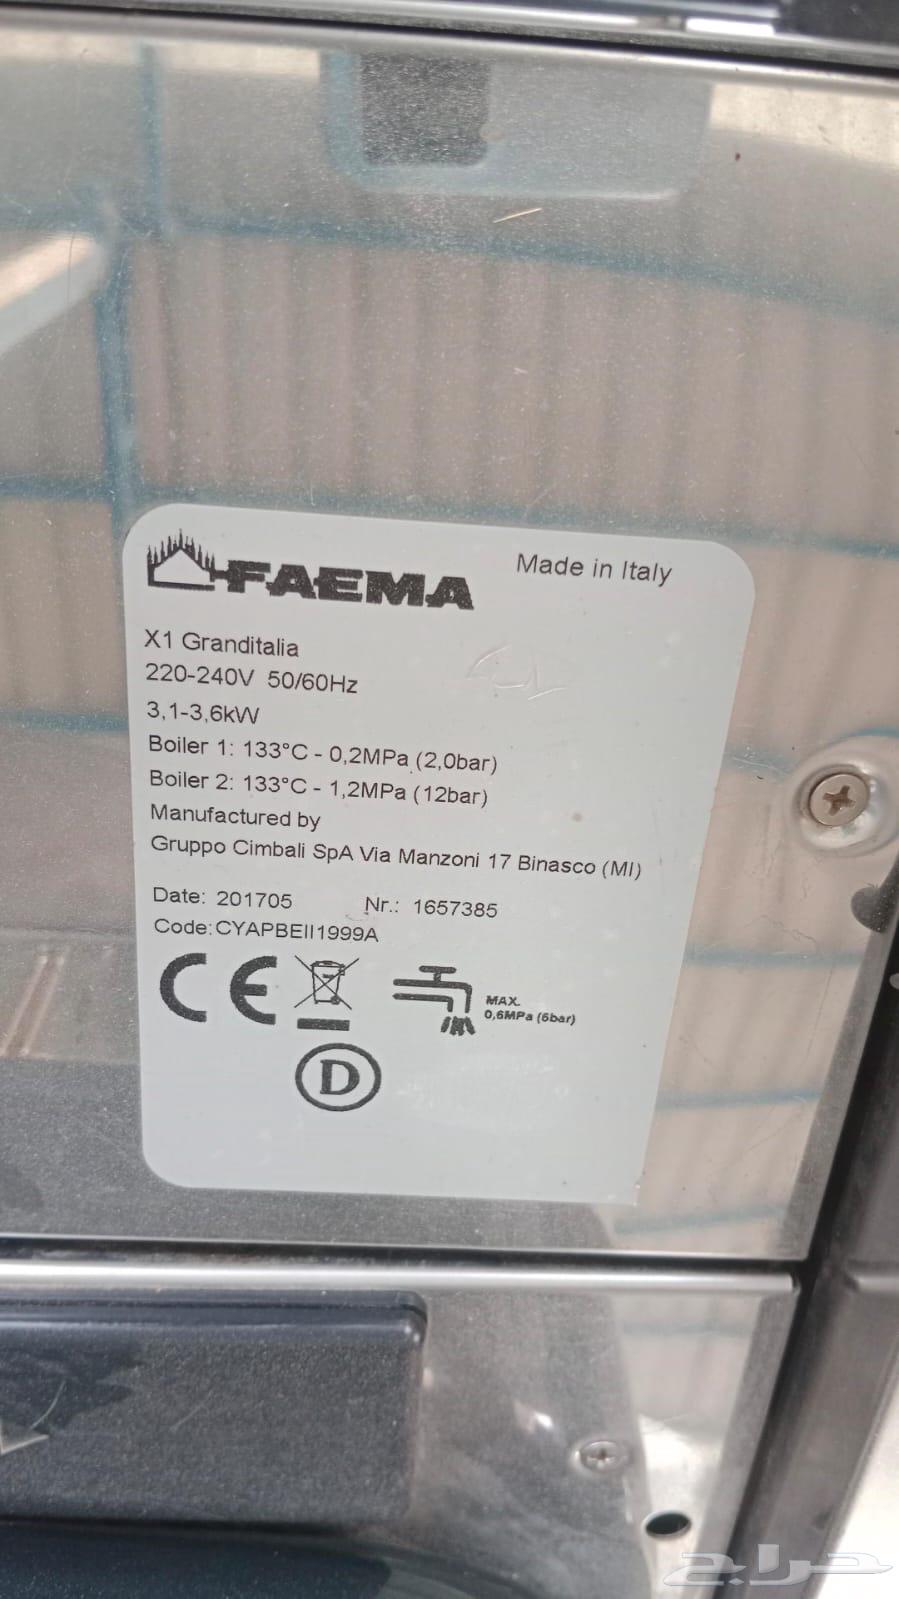 FAEMA
Made in Italy
X1 Granditalia
220-240V 50/60Hz
3,1-3,6kW
Boiler 1: 133°C - 0,2MPa (2,0bar)
Boiler 2: 133°C - 1,2MPa (12bar)
Manufactured by
Gruppo Cimbali SpA Via Manzoni 17 Binasco (MI)
Date: 201705 Nr.: 1657385
Code:CYAPBEII1999A
CE
MAX.
0,6MPa (6bar)
D
حراج